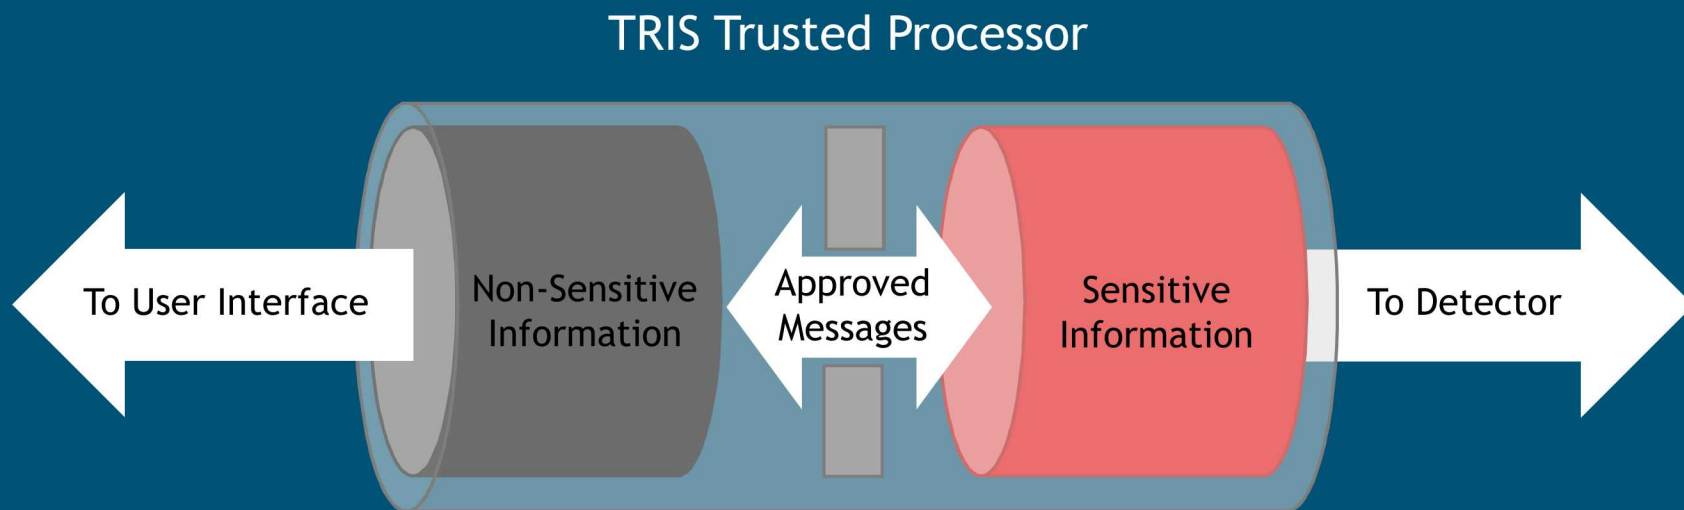 TRIS Trusted Processor
To User Interface
Non-Sensitive
Information
Approved
Messages
Sensitive
Information
To Detector